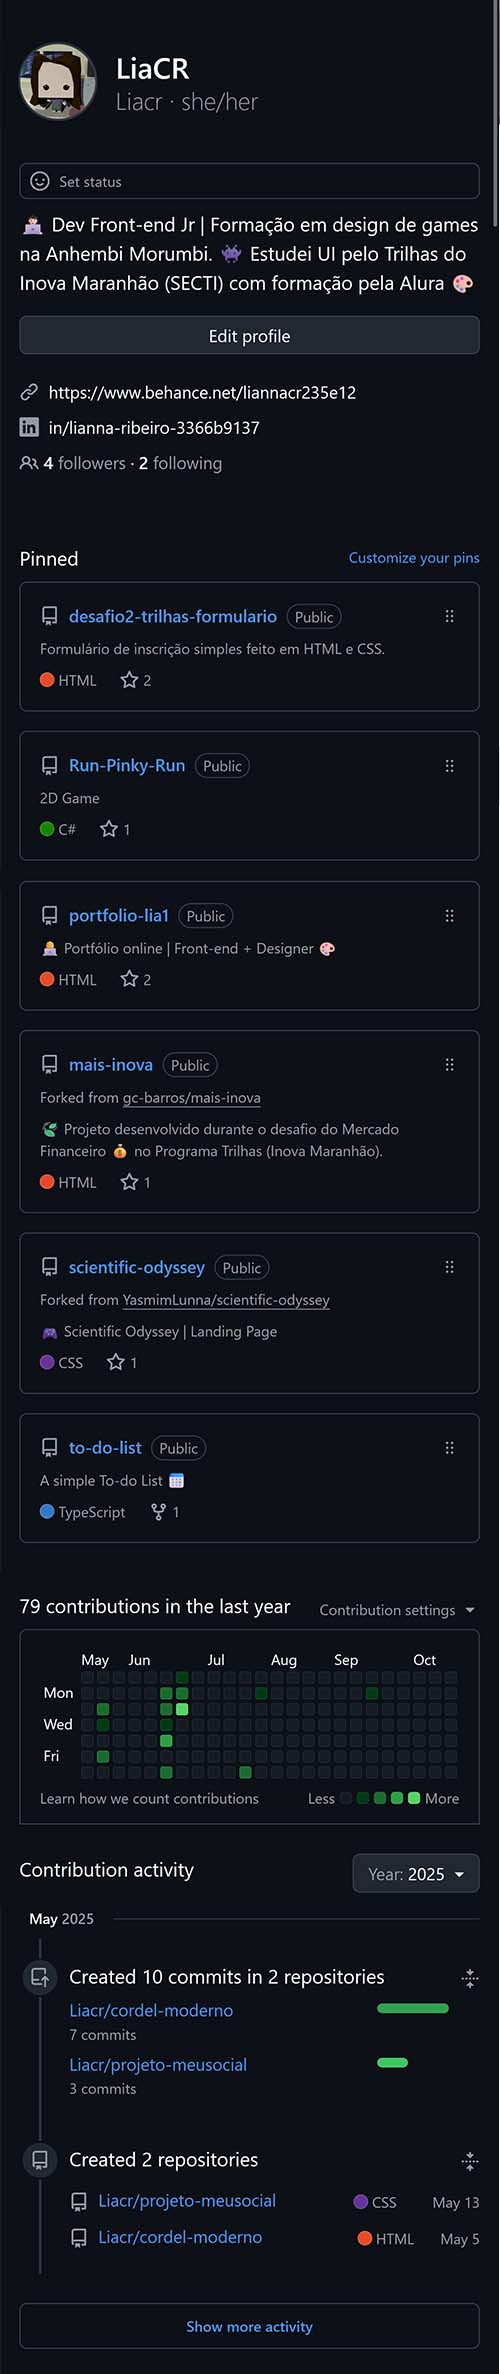 LiaCR
Liacr · she/her
Set status
👩🏻‍💻 Dev Front-end Jr | Formação em design de games
na Anhembi Morumbi. 👾 Estudei UI pelo Trilhas do
Inova Maranhão (SECTI) com formação pela Alura 🎨
Edit profile
https://www.behance.net/liannacr235e12
in/lianna-ribeiro-3366b9137
4 followers · 2 following
Pinned
Customize your pins
desafio2-trilhas-formulario Public
Formulário de inscrição simples feito em HTML e CSS.
HTML 2
Run-Pinky-Run Public
2D Game
C# 1
portfolio-lia1 Public
👩‍💻 Portfólio online | Front-end + Designer 🎨
HTML 2
mais-inova Public
Forked from gc-barros/mais-inova
🌿 Projeto desenvolvido durante o desafio do Mercado
Financeiro 💰 no Programa Trilhas (Inova Maranhão).
HTML 1
scientific-odyssey Public
Forked from YasmimLunna/scientific-odyssey
🎮 Scientific Odyssey | Landing Page
CSS 1
to-do-list Public
A simple To-do List 🗓️
TypeScript 1
79 contributions in the last year
Contribution settings
May Jun Jul Aug Sep Oct
Mon
Wed
Fri
Learn how we count contributions
Less More
Contribution activity
Year: 2025
May 2025
Created 10 commits in 2 repositories
Liacr/cordel-moderno
7 commits
Liacr/projeto-meusocial
3 commits
Created 2 repositories
Liacr/projeto-meusocial CSS May 13
Liacr/cordel-moderno HTML May 5
Show more activity